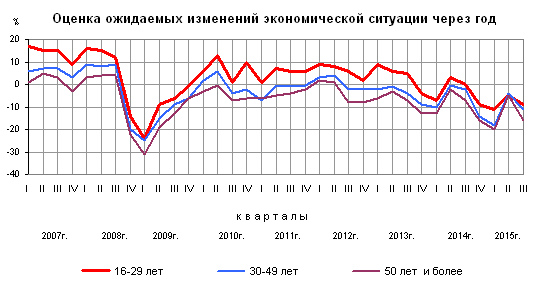 Оценка ожидаемых изменений экономической ситуации через год
%
20
10
0
-10
-20
-30
-40
I II III IV I II III IV I II III IV I II III IV I II III IV I II III IV I II III IV I II III IV I II III
кварталы
2007г. 2008г. 2009г. 2010г. 2011г. 2012г. 2013г. 2014г. 2015г.
16-29 лет 30-49 лет 50 лет и более